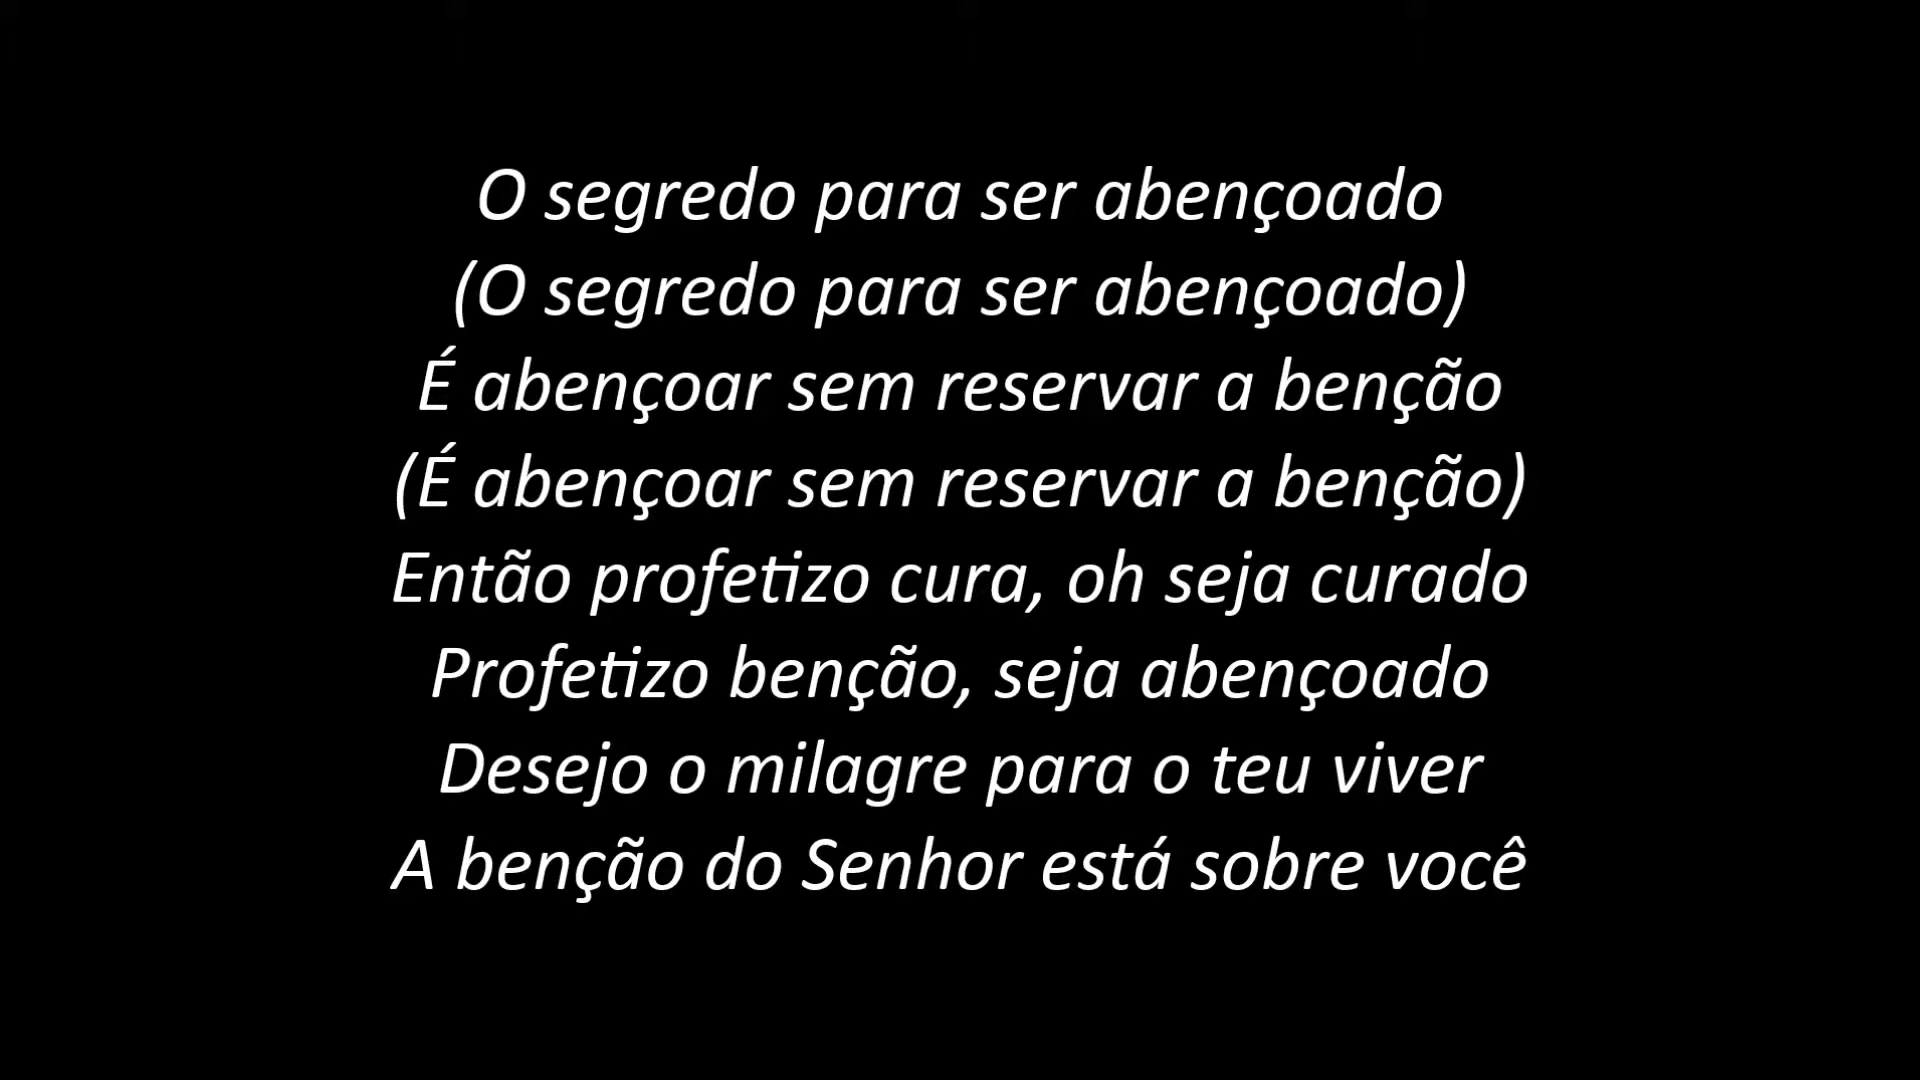 O segredo para ser abençoado
(O segredo para ser abençoado)
É abençoar sem reservar a benção
(É abençoar sem reservar a benção)
Então profetizo cura, oh seja curado
Profetizo benção, seja abençoado
Desejo o milagre para o teu viver
A benção do Senhor está sobre você